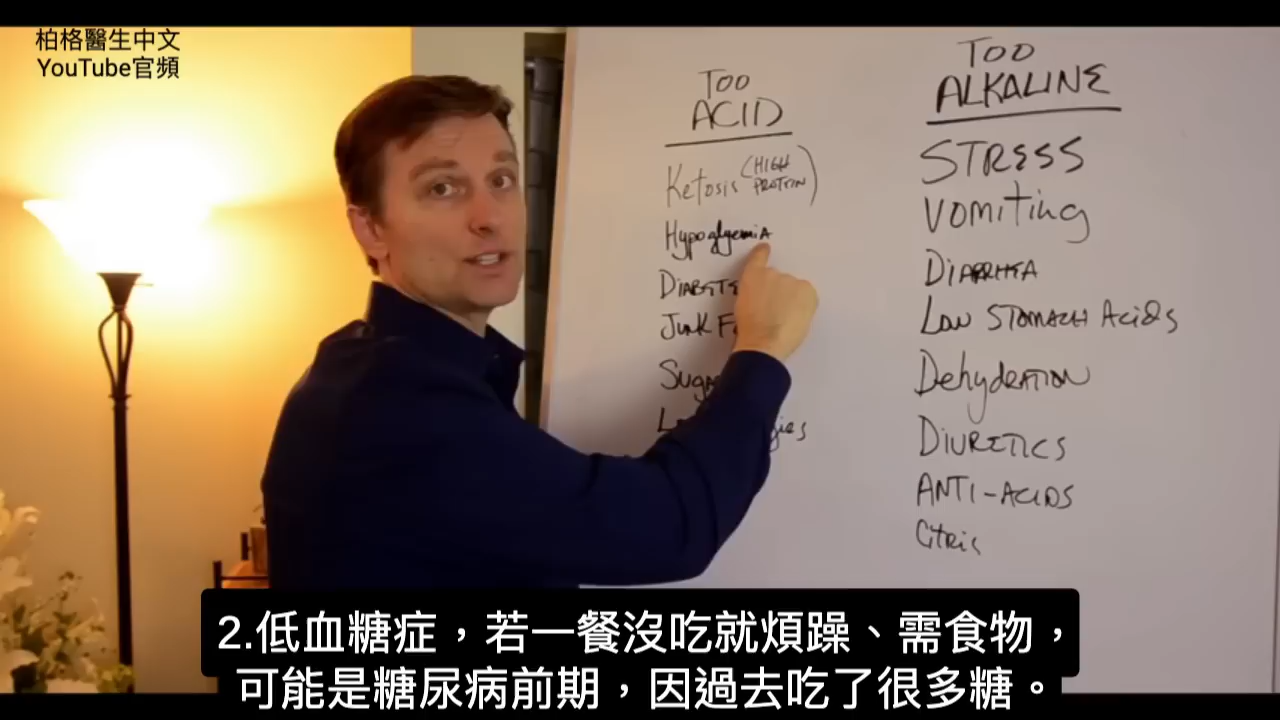 柏格醫生中文
YouTube官頻
TOO
ACID
Ketosis (HIGH
PROTEIN)
HypoglyemiA
JUNK
TOO
ALKALINE
STRESS
VOMITING
DIARRHEA
LOW STOMACH ACIDS
DehydRATION
DIURETICS
ANTI-ACIDS
Citris
2.低血糖症，若一餐沒吃就煩躁、需食物，
可能是糖尿病前期，因過去吃了很多糖。